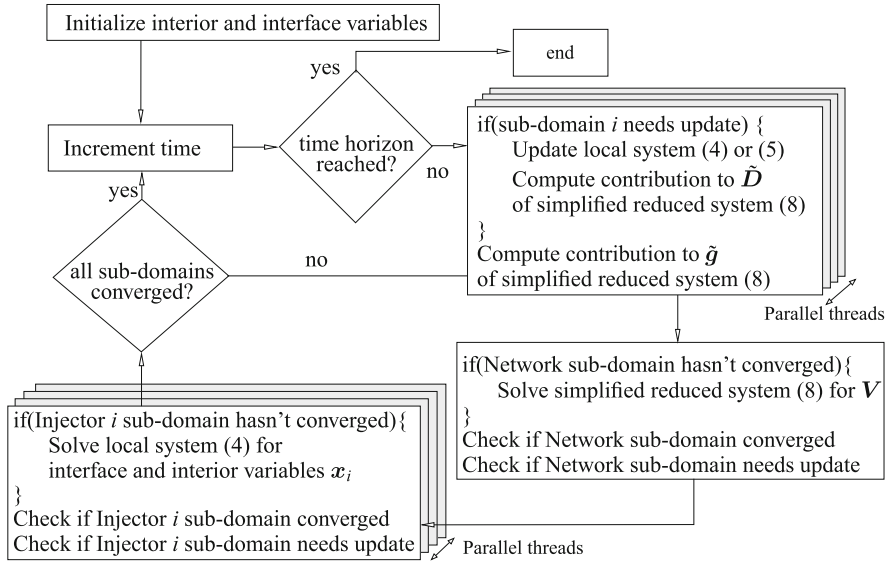 Initialize interior and interface variables
end
yes
Increment time
time horizon
reached?
no
if(sub-domain i needs update) {
Update local system (4) or (5)
Compute contribution to D̃
of simplified reduced system (8)
}
Compute contribution to g̃
of simplified reduced system (8)
Parallel threads
yes
all sub-domains
converged?
no
if(Network sub-domain hasn't converged){
Solve simplified reduced system (8) for V
}
Check if Network sub-domain converged
Check if Network sub-domain needs update
if(Injector i sub-domain hasn't converged){
Solve local system (4) for
interface and interior variables xᵢ
}
Check if Injector i sub-domain converged
Check if Injector i sub-domain needs update
Parallel threads